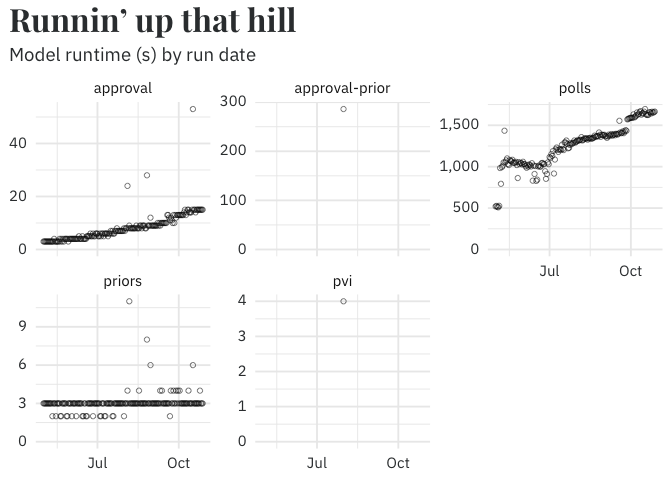 Runnin’ up that hill
Model runtime (s) by run date
approval
approval-prior
polls
40
20
0
300
200
100
0
1,500
1,000
500
0
Jul Oct
priors
pvi
9
6
3
0
4
3
2
1
0
Jul Oct
Jul Oct